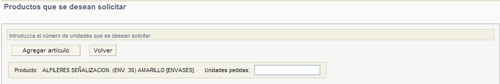 Productos que se desean solicitar
Introduzca el número de unidades que se desean solicitar
Agregar artículo Volver
Producto: ALFILERES SEÑALIZACION (ENV. 30) AMARILLO [ENVASES] Unidades pedidas: